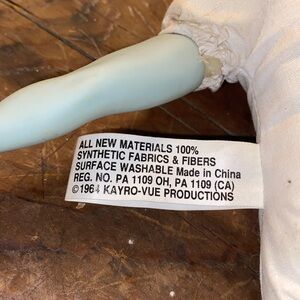 ALL NEW MATERIALS 100%
SYNTHETIC FABRICS & FIBERS
SURFACE WASHABLE Made in China
REG. NO. PA 1109 OH, PA 1109 (CA)
©1964 KAYRO-VUE PRODUCTIONS